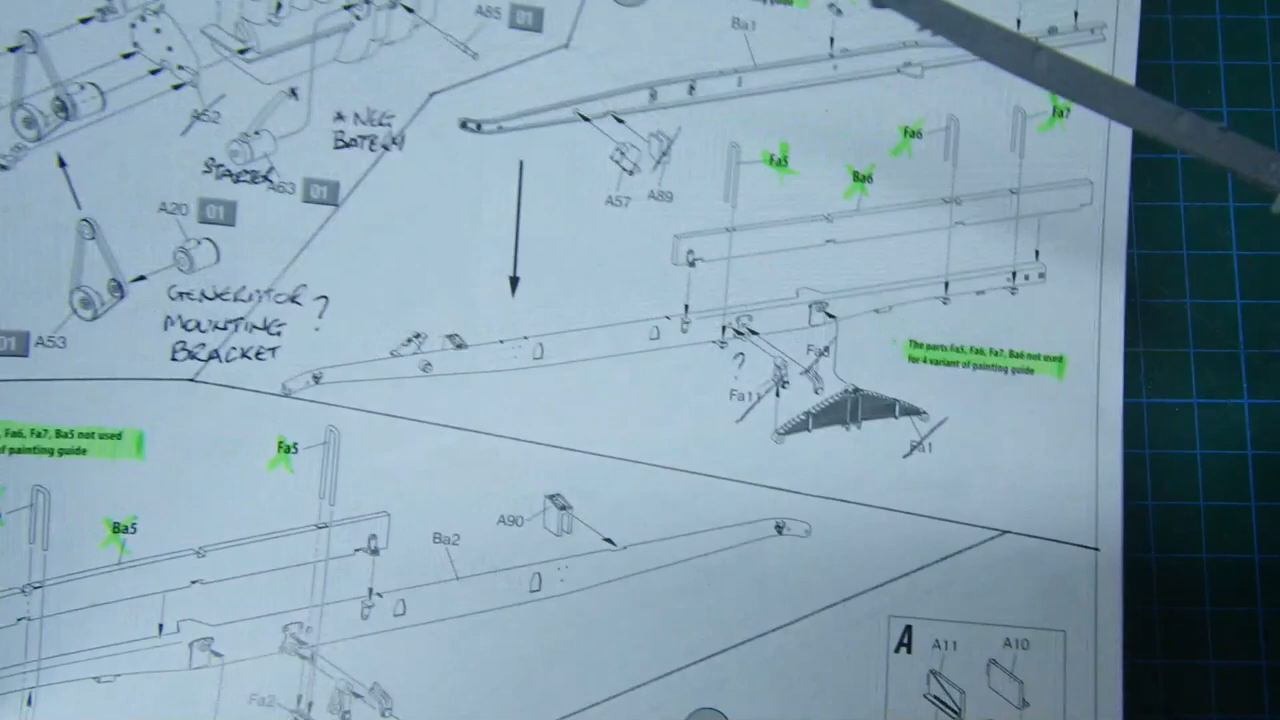 A85 01
Ba1
A52
* NEG
BATERY
STARTER
A63 01
A57
A89
Fa5
Ba6
Fa6
Fa7
A20 01
GENERATOR ?
MOUNTING
BRACKET
01 A53
?
Fa8
Fa11
Fa1
The parts Fa5, Fa6, Fa7, Ba6 not used
for 4 variant of painting guide
, Fa6, Fa7, Ba5 not used
of painting guide
Fa5
Ba5
A90
Ba2
Fa2
A
A11
A10